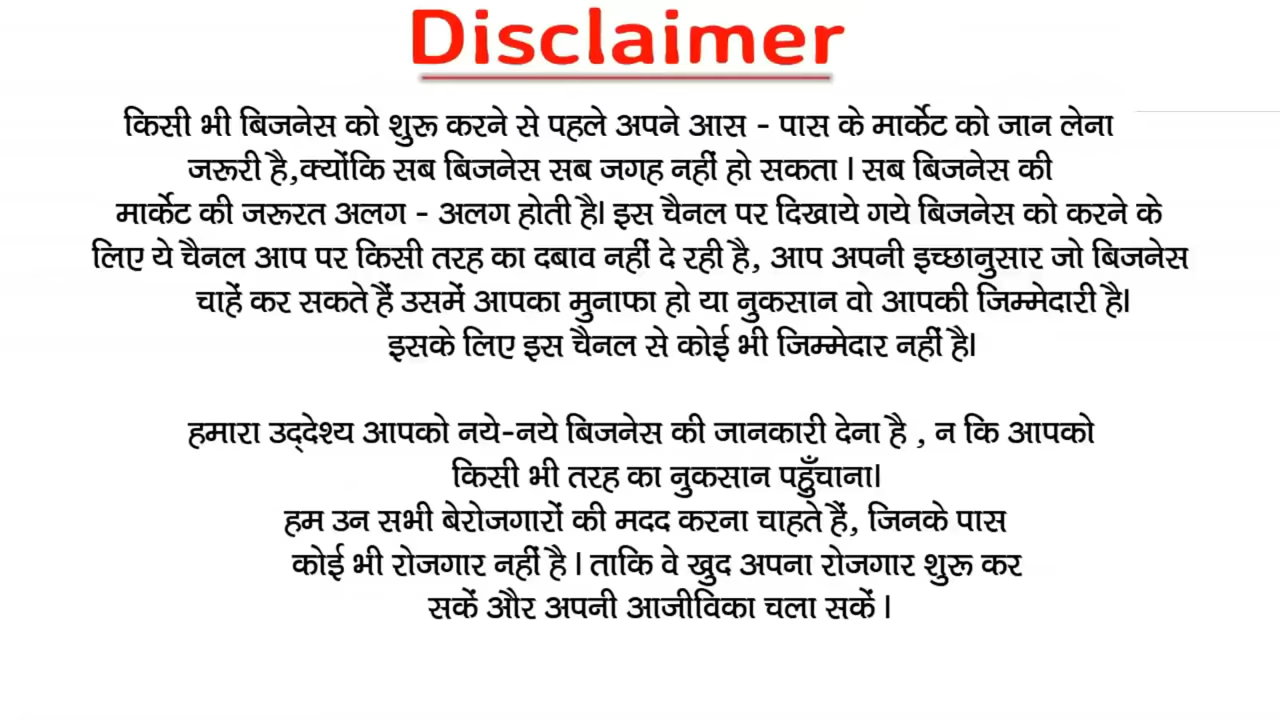 Disclaimer
किसी भी बिजनेस को शुरू करने से पहले अपने आस - पास के मार्केट को जान लेना
जरूरी है,क्योंकि सब बिजनेस सब जगह नहीं हो सकता । सब बिजनेस की
मार्केट की जरूरत अलग - अलग होती है। इस चैनल पर दिखाये गये बिजनेस को करने के
लिए ये चैनल आप पर किसी तरह का दबाव नहीं दे रही है, आप अपनी इच्छानुसार जो बिजनेस
चाहें कर सकते हैं उसमें आपका मुनाफा हो या नुकसान वो आपकी जिम्मेदारी है।
इसके लिए इस चैनल से कोई भी जिम्मेदार नहीं है।
हमारा उद्देश्य आपको नये-नये बिजनेस की जानकारी देना है , न कि आपको
किसी भी तरह का नुकसान पहुँचाना।
हम उन सभी बेरोजगारों की मदद करना चाहते हैं, जिनके पास
कोई भी रोजगार नहीं है । ताकि वे खुद अपना रोजगार शुरू कर
सकें और अपनी आजीविका चला सकें ।